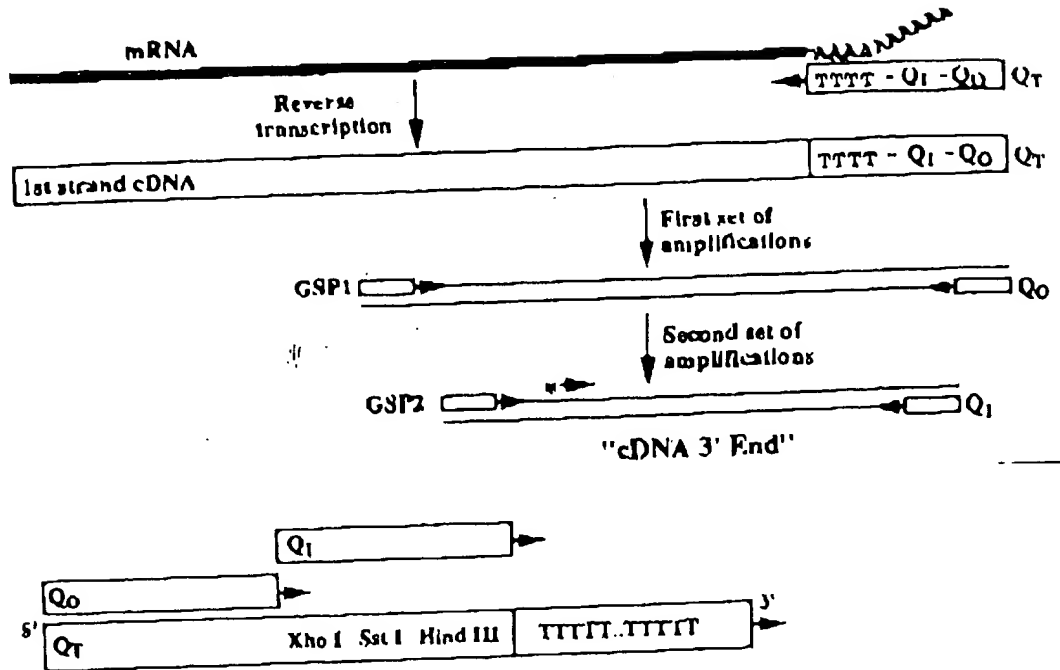 mRNA
TTTT - QI - QO QT
Reverse
transcription
1st strand cDNA
TTTT - QI - QO QT
First set of
amplifications
GSP1
QO
Second set of
amplifications
GSP2
QI
"cDNA 3' End"
QI
QO
5'
3'
QT
Xho I Sst I Hind III
TTTTT..TTTTT